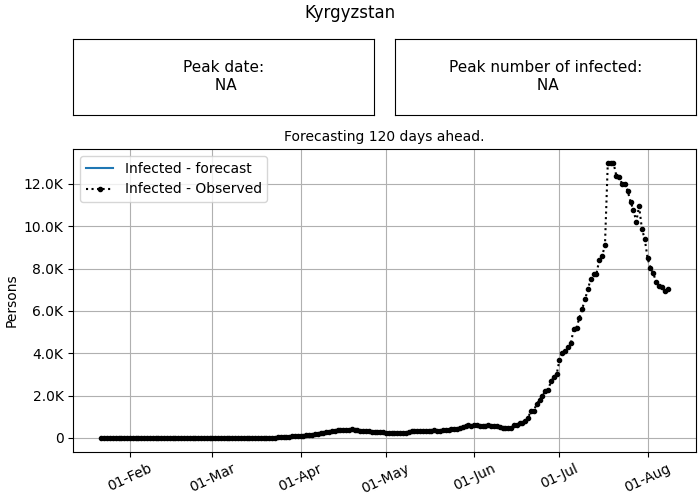 Kyrgyzstan
Peak date:
NA
Peak number of infected:
NA
Forecasting 120 days ahead.
Infected - forecast
Infected - Observed
Persons
12.0K
10.0K
8.0K
6.0K
4.0K
2.0K
0
01-Feb
01-Mar
01-Apr
01-May
01-Jun
01-Jul
01-Aug